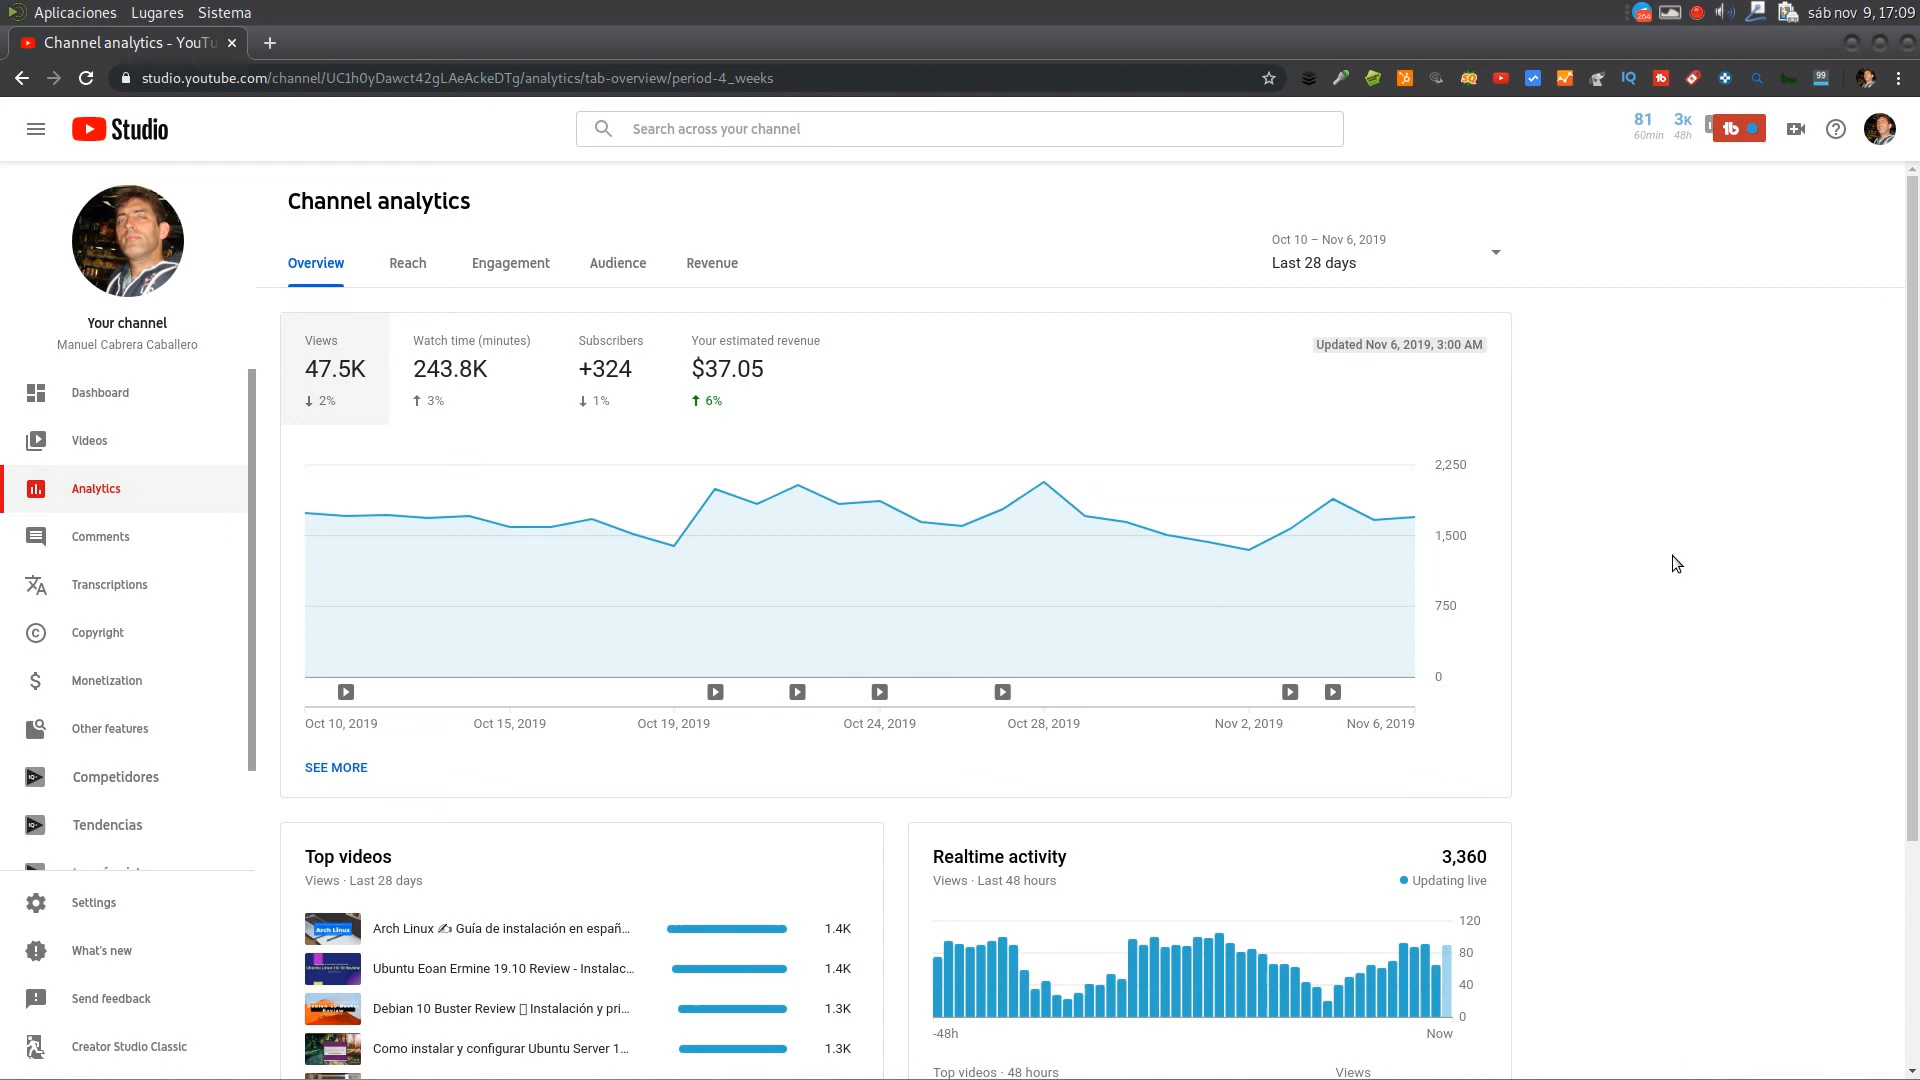 Aplicaciones Lugares Sistema
264
sáb nov 9, 17:09
Channel analytics - YouTu
studio.youtube.com/channel/UC1h0yDawct42gLAeAckeDTg/analytics/tab-overview/period-4_weeks
IQ
99
Studio
Search across your channel
81 3K
60min 48h
Channel analytics
Oct 10 – Nov 6, 2019
Last 28 days
Overview Reach Engagement Audience Revenue
Your channel
Manuel Cabrera Caballero
Dashboard
Videos
Analytics
Comments
Transcriptions
Copyright
Monetization
Other features
Competidores
Tendencias
Settings
What's new
Send feedback
Creator Studio Classic
Views Watch time (minutes) Subscribers Your estimated revenue
Updated Nov 6, 2019, 3:00 AM
47.5K 243.8K +324 $37.05
2% 3% 1% 6%
2,250
1,500
750
0
Oct 10, 2019 Oct 15, 2019 Oct 19, 2019 Oct 24, 2019 Oct 28, 2019 Nov 2, 2019 Nov 6, 2019
SEE MORE
Top videos
Views · Last 28 days
Arch Linux ✍ Guía de instalación en españ... 1.4K
Ubuntu Eoan Ermine 19.10 Review - Instalac... 1.4K
Debian 10 Buster Review Instalación y pri... 1.3K
Como instalar y configurar Ubuntu Server 1... 1.3K
Realtime activity 3,360
Views · Last 48 hours Updating live
120
80
40
0
-48h Now
Top videos · 48 hours Views